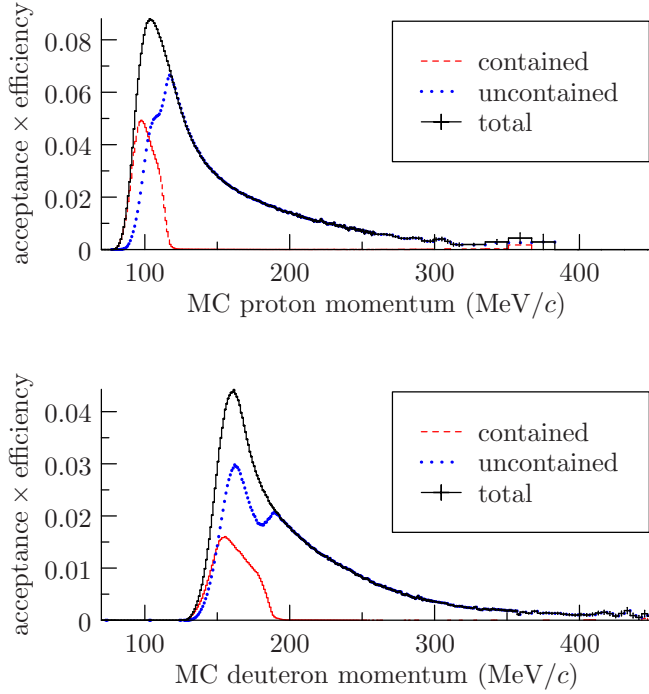 acceptance × efficiency
0.08
0.06
0.04
0.02
0
contained
uncontained
total
100 200 300 400
MC proton momentum (MeV/c)
acceptance × efficiency
0.04
0.03
0.02
0.01
0
contained
uncontained
total
100 200 300 400
MC deuteron momentum (MeV/c)